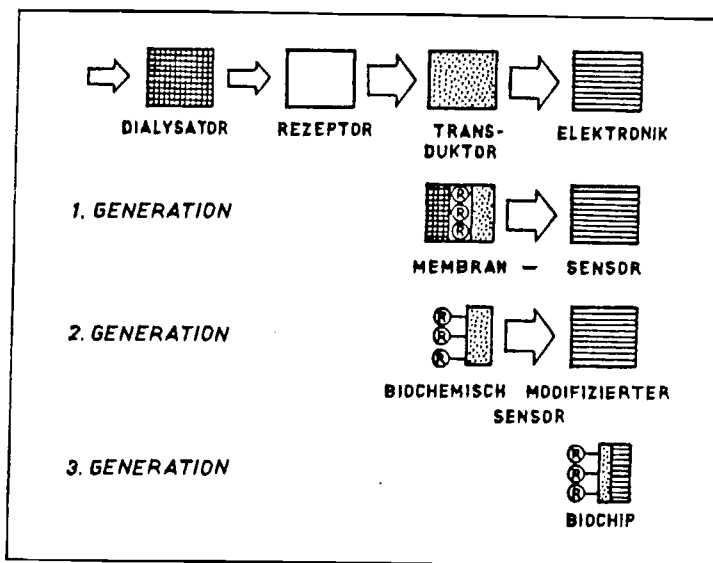 DIALYSATOR REZEPTOR TRANS- ELEKTRONIK
DUKTOR
1. GENERATION
R
R
R
MEMBRAN - SENSOR
2. GENERATION
R
R
R
BIOCHEMISCH MODIFIZIERTER
SENSOR
3. GENERATION
R
R
R
BIOCHIP